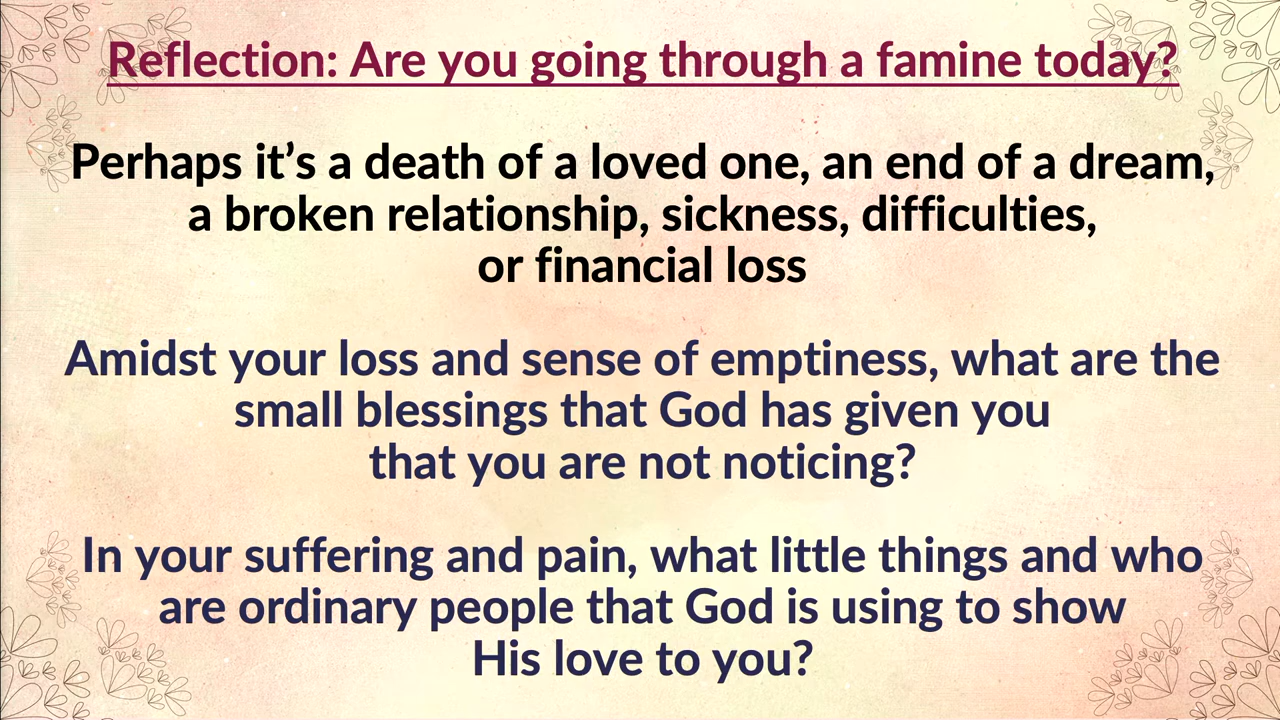 Reflection: Are you going through a famine today?
Perhaps it’s a death of a loved one, an end of a dream,
a broken relationship, sickness, difficulties,
or financial loss
Amidst your loss and sense of emptiness, what are the
small blessings that God has given you
that you are not noticing?
In your suffering and pain, what little things and who
are ordinary people that God is using to show
His love to you?